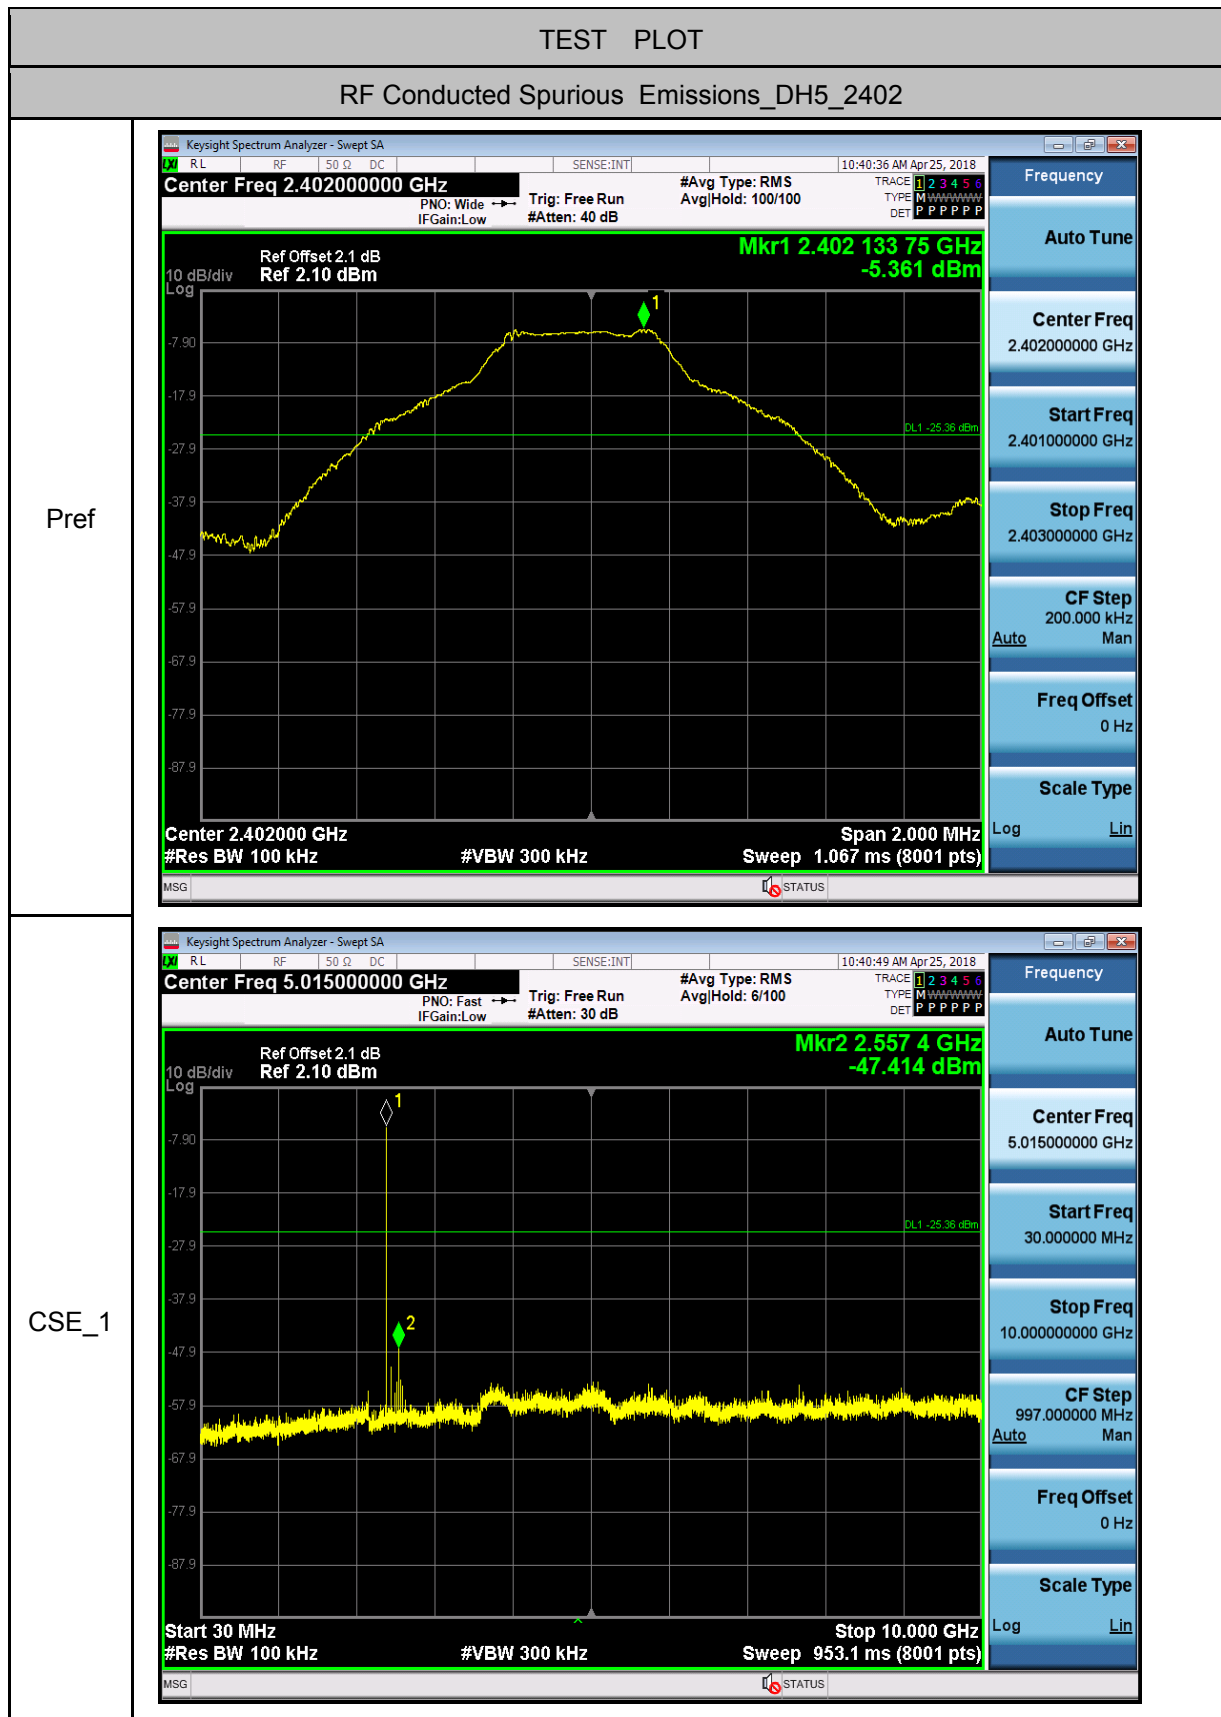 TEST PLOT
RF Conducted Spurious Emissions_DH5_2402
Pref
Keysight Spectrum Analyzer - Swept SA
LXI RL RF 50 Ω DC SENSE:INT 10:40:36 AM Apr 25, 2018
Center Freq 2.402000000 GHz
PNO: Wide
IFGain:Low
Trig: Free Run
#Atten: 40 dB
#Avg Type: RMS
Avg|Hold: 100/100
TRACE 1 2 3 4 5 6
TYPE M W W W W W
DET P P P P P P
Ref Offset 2.1 dB
10 dB/div Ref 2.10 dBm
Log
Mkr1 2.402 133 75 GHz
-5.361 dBm
1
-7.90
-17.9
DL1 -25.36 dBm
-27.9
-37.9
-47.9
-57.9
-67.9
-77.9
-87.9
Center 2.402000 GHz Span 2.000 MHz
#Res BW 100 kHz #VBW 300 kHz Sweep 1.067 ms (8001 pts)
MSG STATUS
Frequency
Auto Tune
Center Freq
2.402000000 GHz
Start Freq
2.401000000 GHz
Stop Freq
2.403000000 GHz
CF Step
200.000 kHz
Auto Man
Freq Offset
0 Hz
Scale Type
Log Lin
CSE_1
Keysight Spectrum Analyzer - Swept SA
LXI RL RF 50 Ω DC SENSE:INT 10:40:49 AM Apr 25, 2018
Center Freq 5.015000000 GHz
PNO: Fast
IFGain:Low
Trig: Free Run
#Atten: 30 dB
#Avg Type: RMS
Avg|Hold: 6/100
TRACE 1 2 3 4 5 6
TYPE M W W W W W
DET P P P P P P
Ref Offset 2.1 dB
10 dB/div Ref 2.10 dBm
Log
Mkr2 2.557 4 GHz
-47.414 dBm
1
-7.90
-17.9
DL1 -25.36 dBm
-27.9
-37.9
2
-47.9
-57.9
-67.9
-77.9
-87.9
Start 30 MHz Stop 10.000 GHz
#Res BW 100 kHz #VBW 300 kHz Sweep 953.1 ms (8001 pts)
MSG STATUS
Frequency
Auto Tune
Center Freq
5.015000000 GHz
Start Freq
30.000000 MHz
Stop Freq
10.000000000 GHz
CF Step
997.000000 MHz
Auto Man
Freq Offset
0 Hz
Scale Type
Log Lin